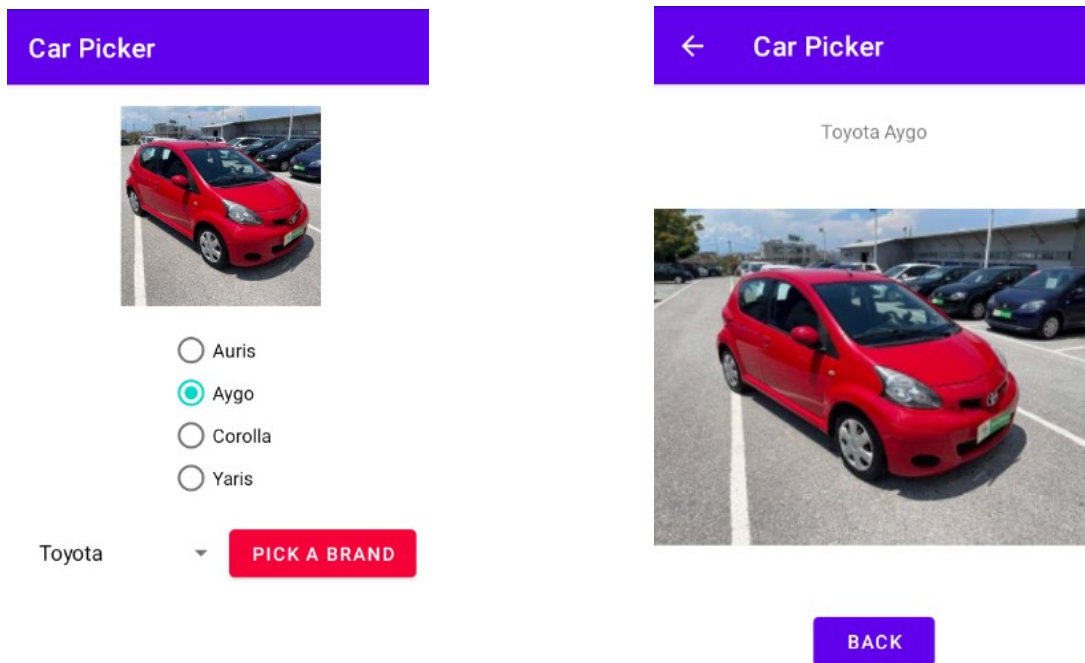 Car Picker
Auris
Aygo
Corolla
Yaris
Toyota
PICK A BRAND
Car Picker
Toyota Aygo
BACK